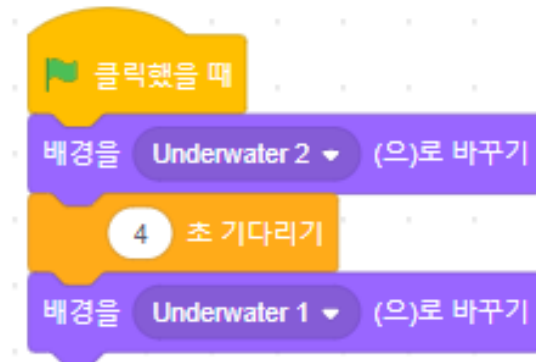 클릭했을 때
배경을 Underwater 2 (으)로 바꾸기
4 초 기다리기
배경을 Underwater 1 (으)로 바꾸기